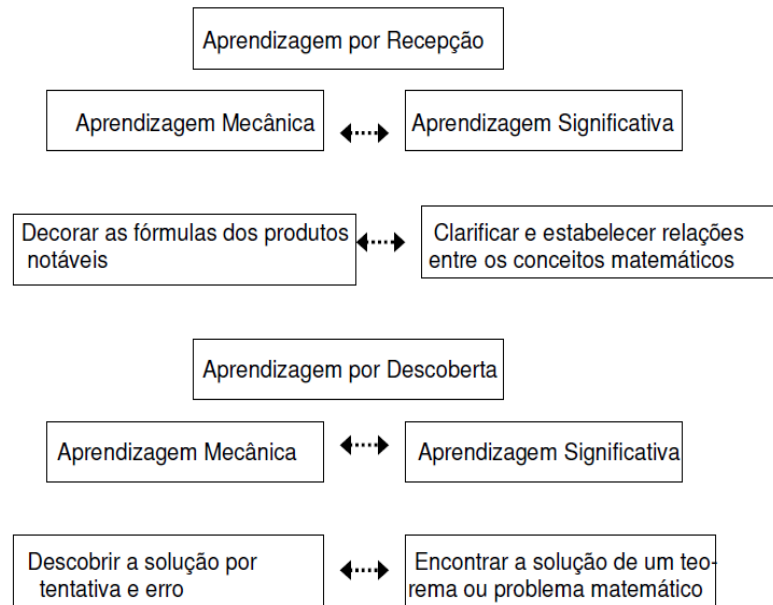 Aprendizagem por Recepção
Aprendizagem Mecânica
Aprendizagem Significativa
Decorar as fórmulas dos produtos
notáveis
Clarificar e estabelecer relações
entre os conceitos matemáticos
Aprendizagem por Descoberta
Aprendizagem Mecânica
Aprendizagem Significativa
Descobrir a solução por
tentativa e erro
Encontrar a solução de um teo-
rema ou problema matemático